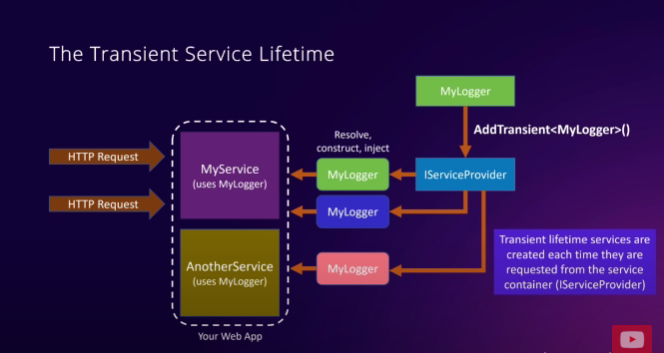 The Transient Service Lifetime
MyLogger
AddTransient<MyLogger>()
Resolve,
construct, inject
HTTP Request
HTTP Request
MyService
(uses MyLogger)
MyLogger
IServiceProvider
MyLogger
AnotherService
(uses MyLogger)
MyLogger
Transient lifetime services are
created each time they are
requested from the service
container (IServiceProvider)
Your Web App